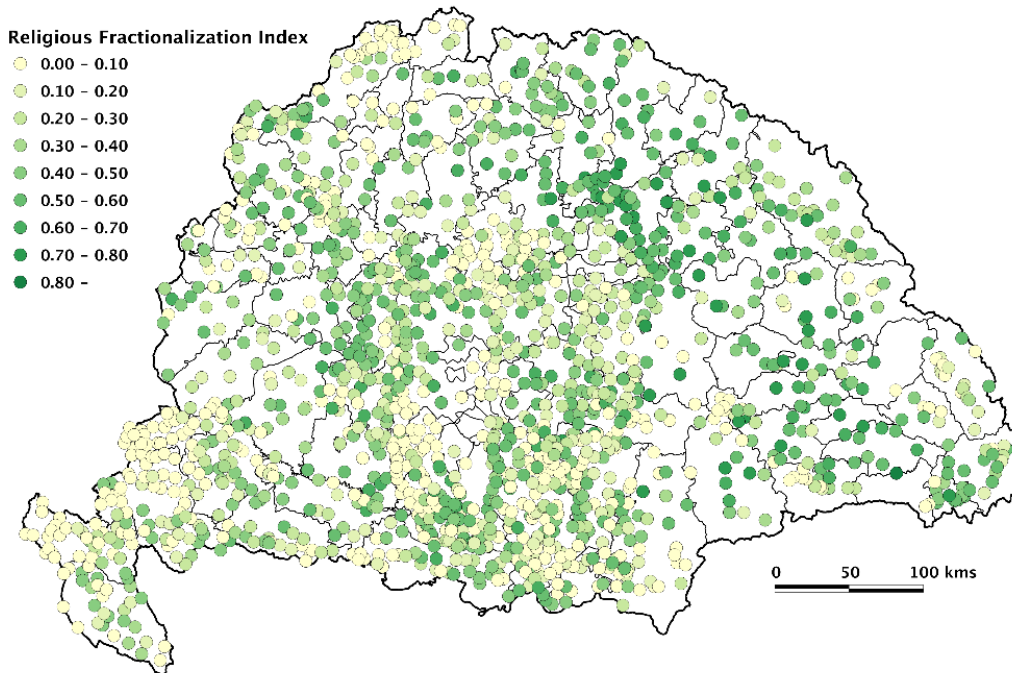 Religious Fractionalization Index
0.00 – 0.10
0.10 – 0.20
0.20 – 0.30
0.30 – 0.40
0.40 – 0.50
0.50 – 0.60
0.60 – 0.70
0.70 – 0.80
0.80 –
0 50 100 kms